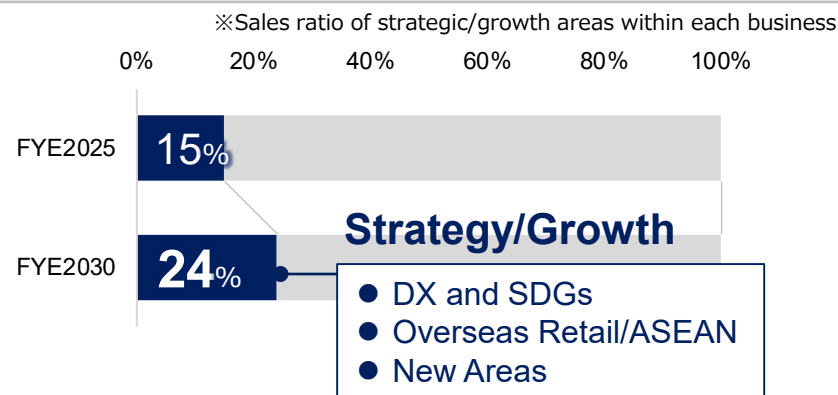 ※Sales ratio of strategic/growth areas within each business
0% 20% 40% 60% 80% 100%
FYE2025 15%
Strategy/Growth
FYE2030 24%
● DX and SDGs
● Overseas Retail/ASEAN
● New Areas